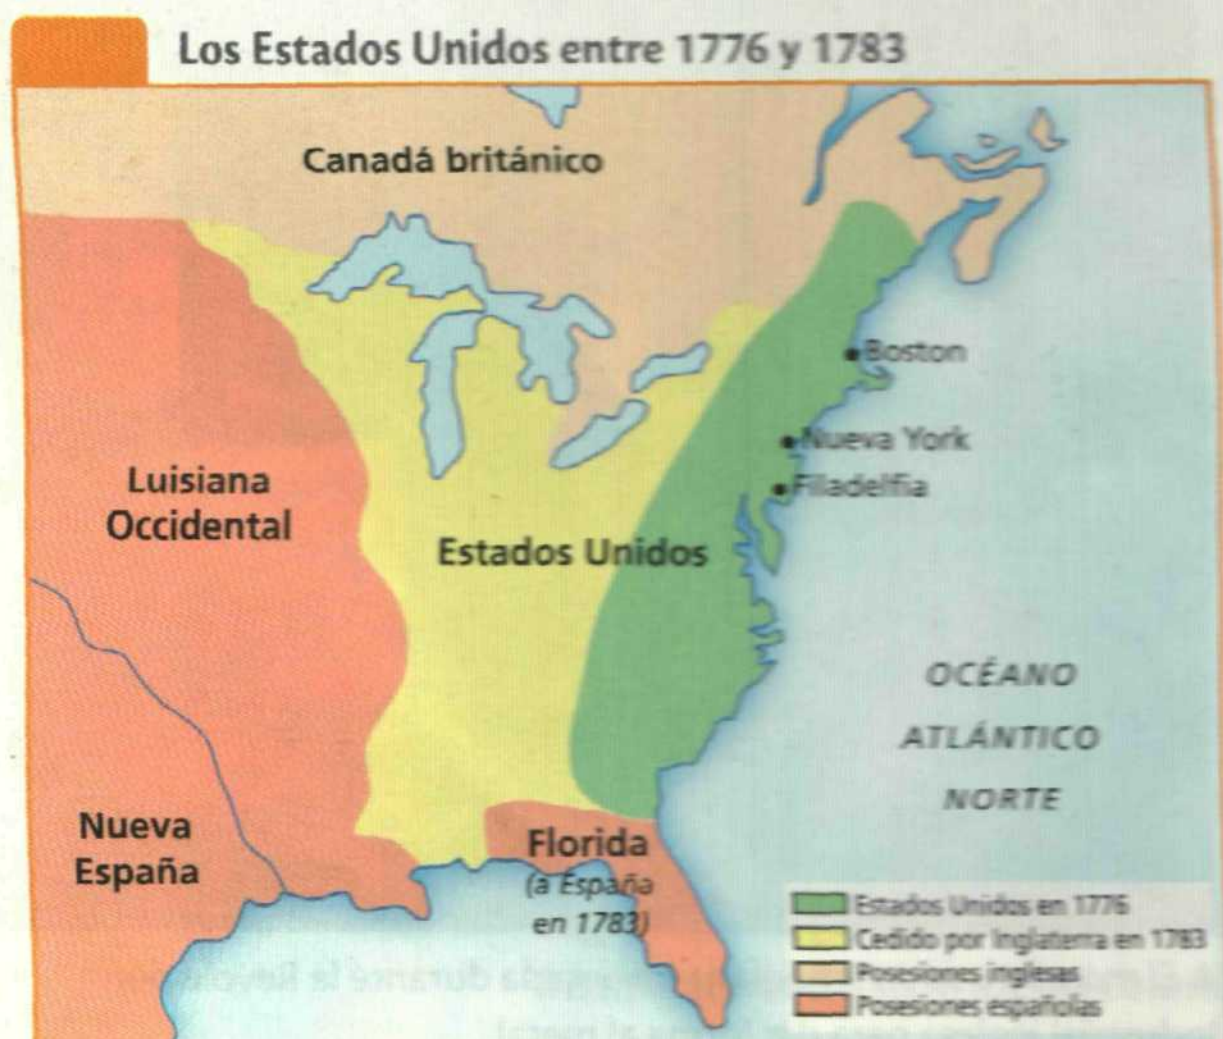 Los Estados Unidos entre 1776 y 1783
Canadá británico
Boston
Nueva York
Filadelfia
Luisiana
Occidental
Estados Unidos
OCÉANO
ATLÁNTICO
NORTE
Nueva
España
Florida
(a España
en 1783)
Estados Unidos en 1776
Cedido por Inglaterra en 1783
Posesiones inglesas
Posesiones españolas